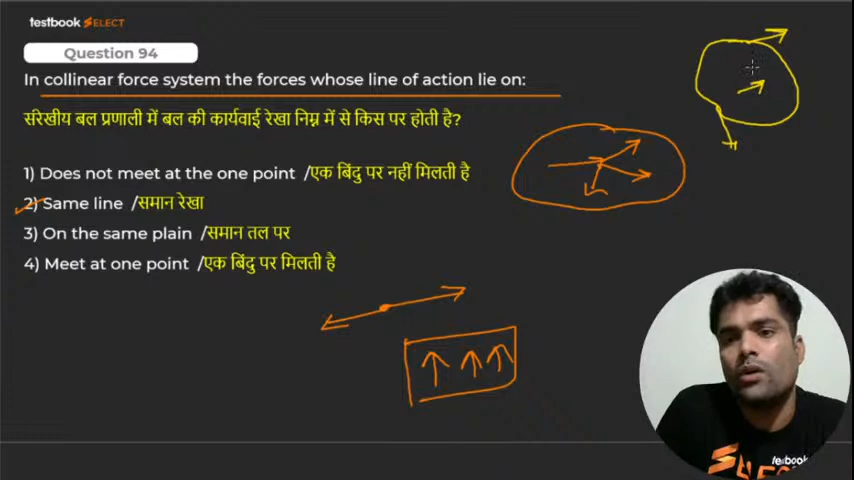 testbook SELECT
Question 94
In collinear force system the forces whose line of action lie on:
संरेखीय बल प्रणाली में बल की कार्यवाई रेखा निम्न में से किस पर होती है?
1) Does not meet at the one point /एक बिंदु पर नहीं मिलती है
2) Same line /समान रेखा
3) On the same plain /समान तल पर
4) Meet at one point /एक बिंदु पर मिलती है
testbook
SELECT